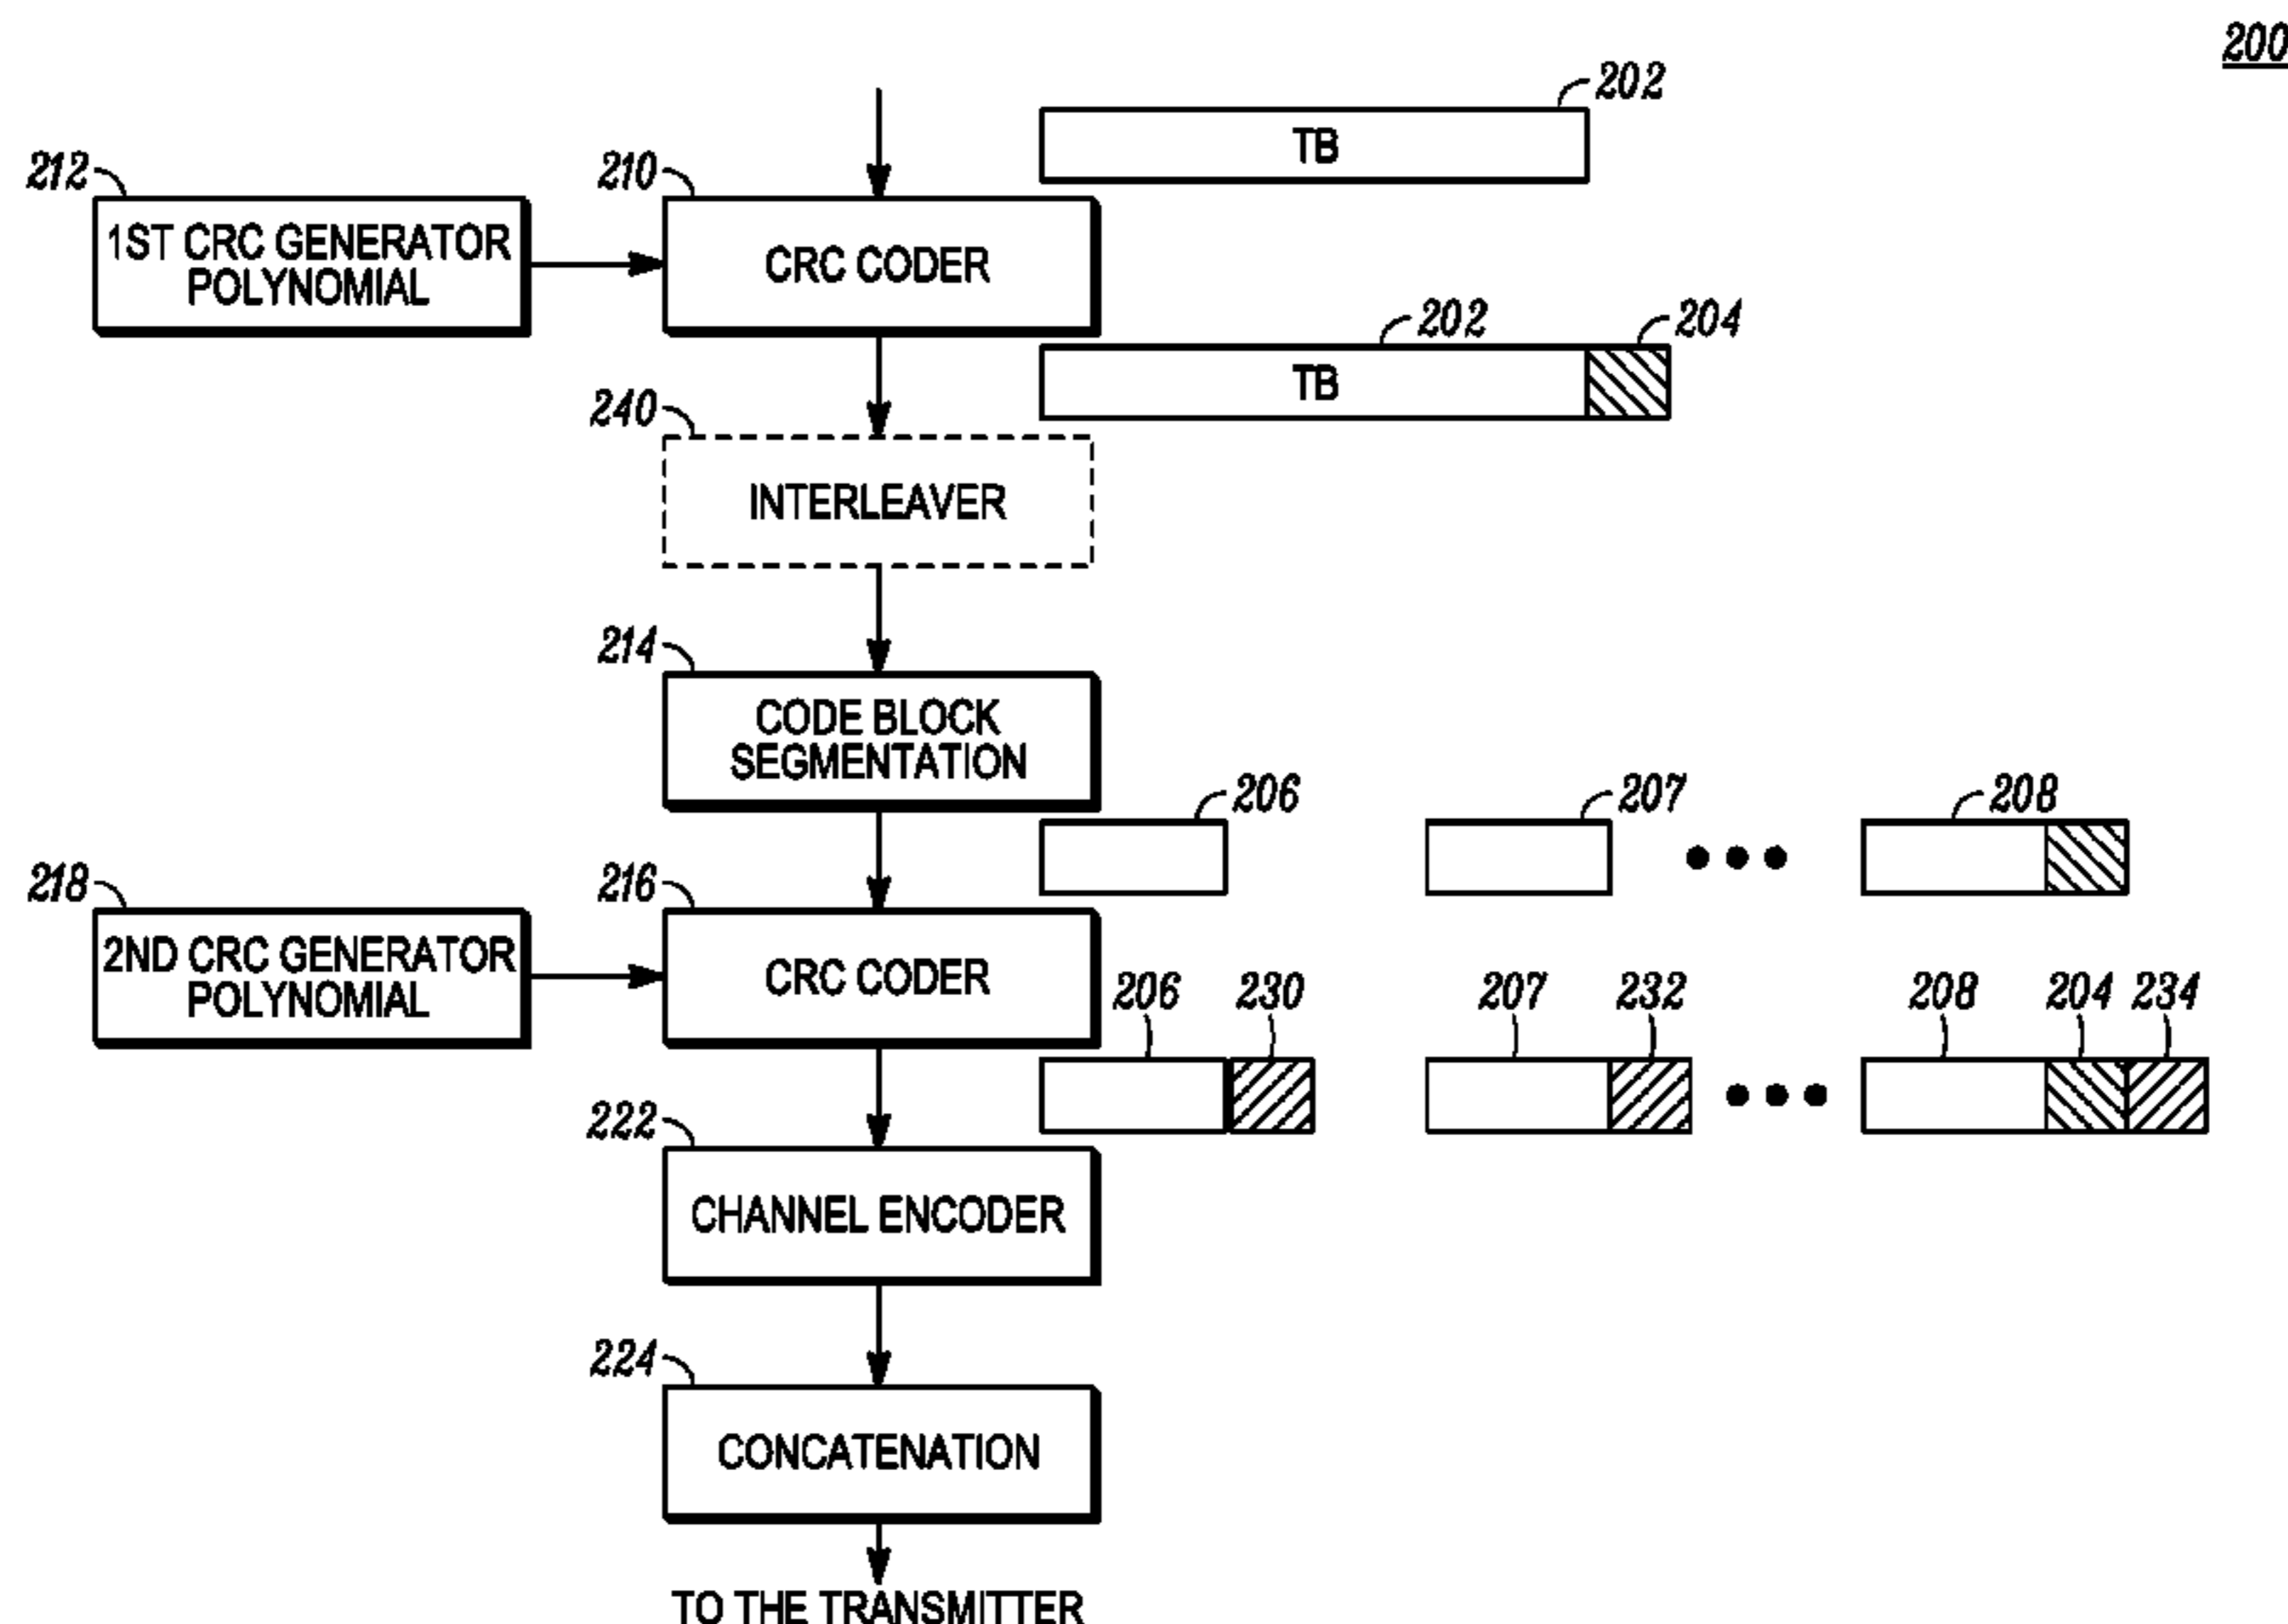 200
202
TB
212
210
1ST CRC GENERATOR
POLYNOMIAL
CRC CODER
202
204
TB
240
INTERLEAVER
214
CODE BLOCK
SEGMENTATION
206
207
208
218
216
2ND CRC GENERATOR
POLYNOMIAL
CRC CODER
206
230
207
232
208
204
234
222
CHANNEL ENCODER
224
CONCATENATION
TO THE TRANSMITTER